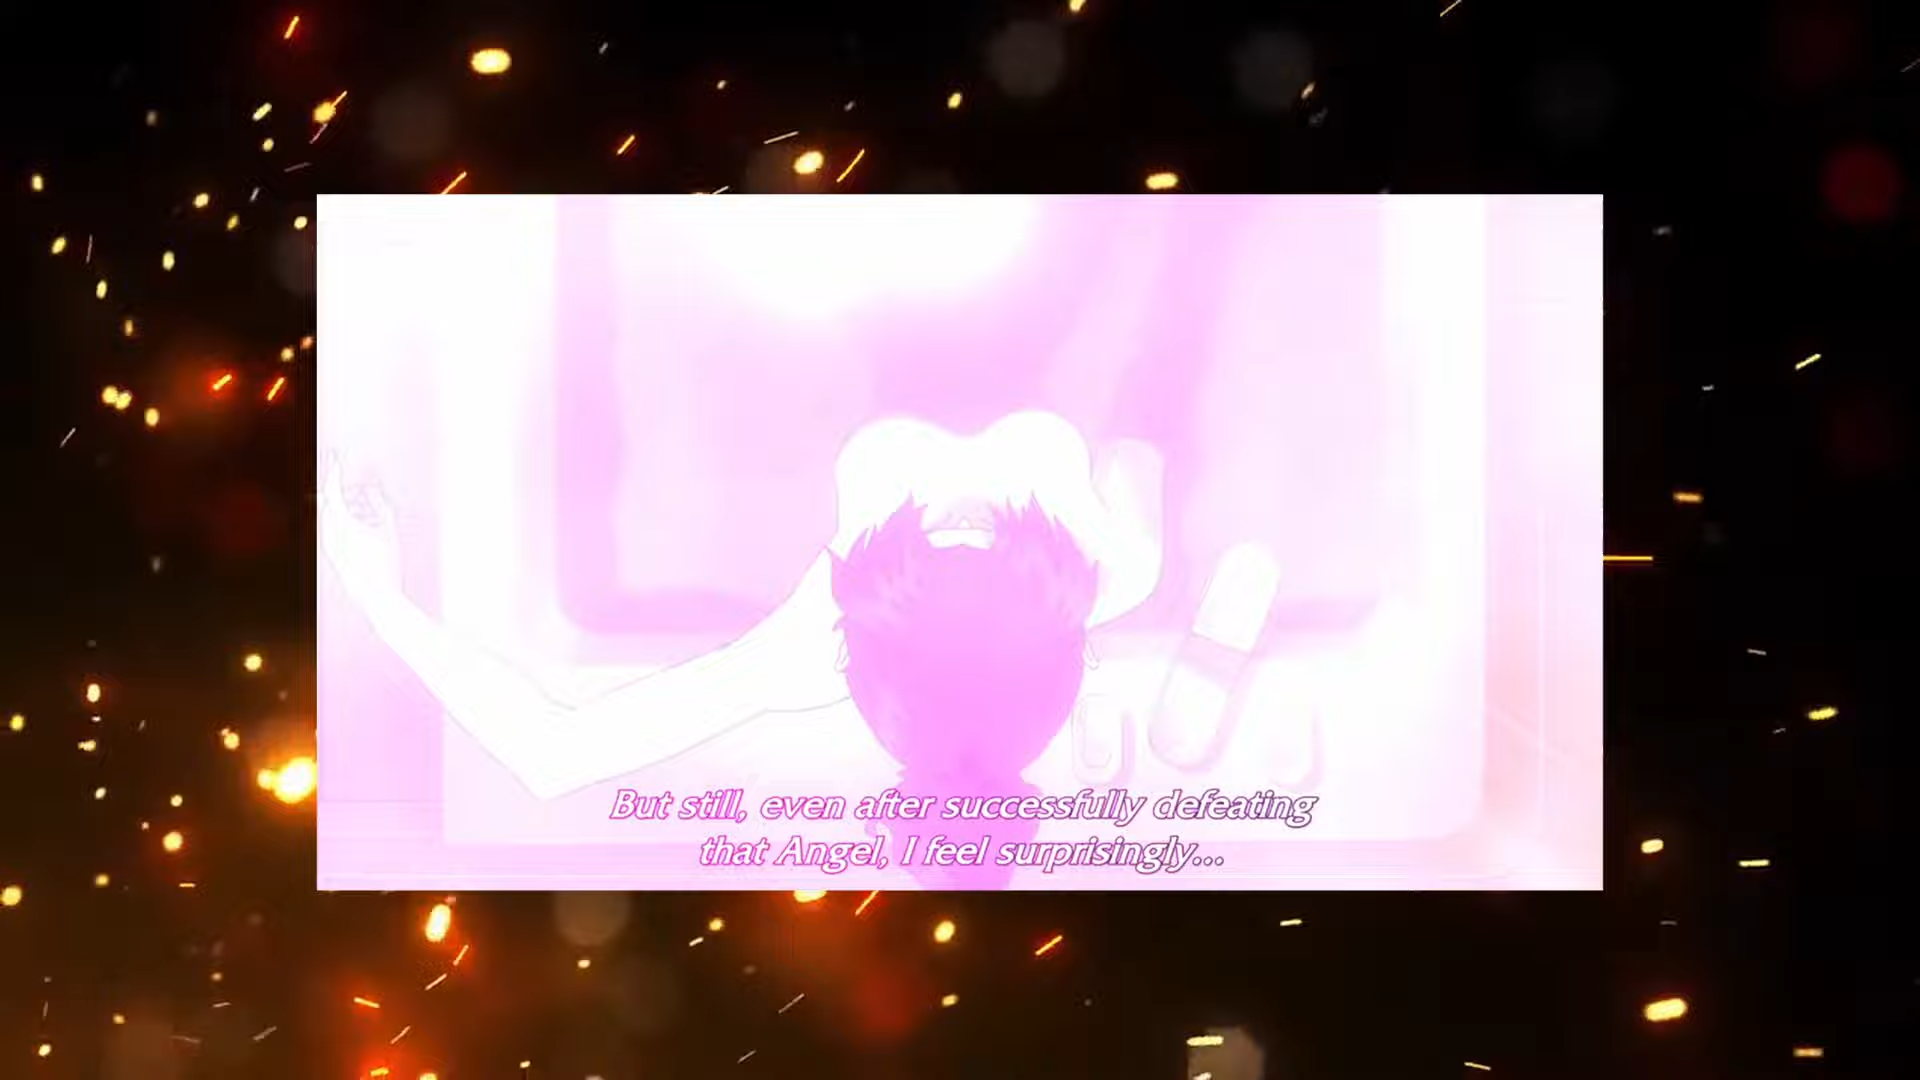 But still, even after successfully defeating
that Angel, I feel surprisingly...